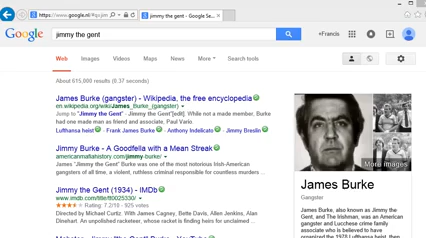 https://www.google.nl/#q=jim
jimmy the gent - Google Se...
Google
jimmy the gent
+Francis
Web Images Videos Maps News More Search tools
About 615,000 results (0.37 seconds)
James Burke (gangster) - Wikipedia, the free encyclopedia
en.wikipedia.org/wiki/James_Burke_(gangster)
Jump to "Jimmy the Gent" - "Jimmy the Gent"[edit]. While not a made member, Burke
had one made man as friend and associate, Paul Vario.
Lufthansa heist - Frank James Burke - Anthony Indelicato - Jimmy Breslin
Jimmy Burke - A Goodfella with a Mean Streak
americanmafiahistory.com/jimmy-burke/
James "Jimmy the Gent" Burke was one of the most notorious Irish-American
gangsters of all time, a violent, ruthless criminal responsible for countless murders ...
Jimmy the Gent (1934) - IMDb
www.imdb.com/title/tt0025330/
Rating: 7.2/10 - 925 votes
Directed by Michael Curtiz. With James Cagney, Bette Davis, Allen Jenkins, Alan
Dinehart. An unpolished racketeer, whose racket is finding heirs for unclaimed ...
More images
James Burke
Gangster
James Burke, also known as Jimmy the
Gent, and The Irishman, was an American
gangster and Lucchese crime family
associate who is believed to have